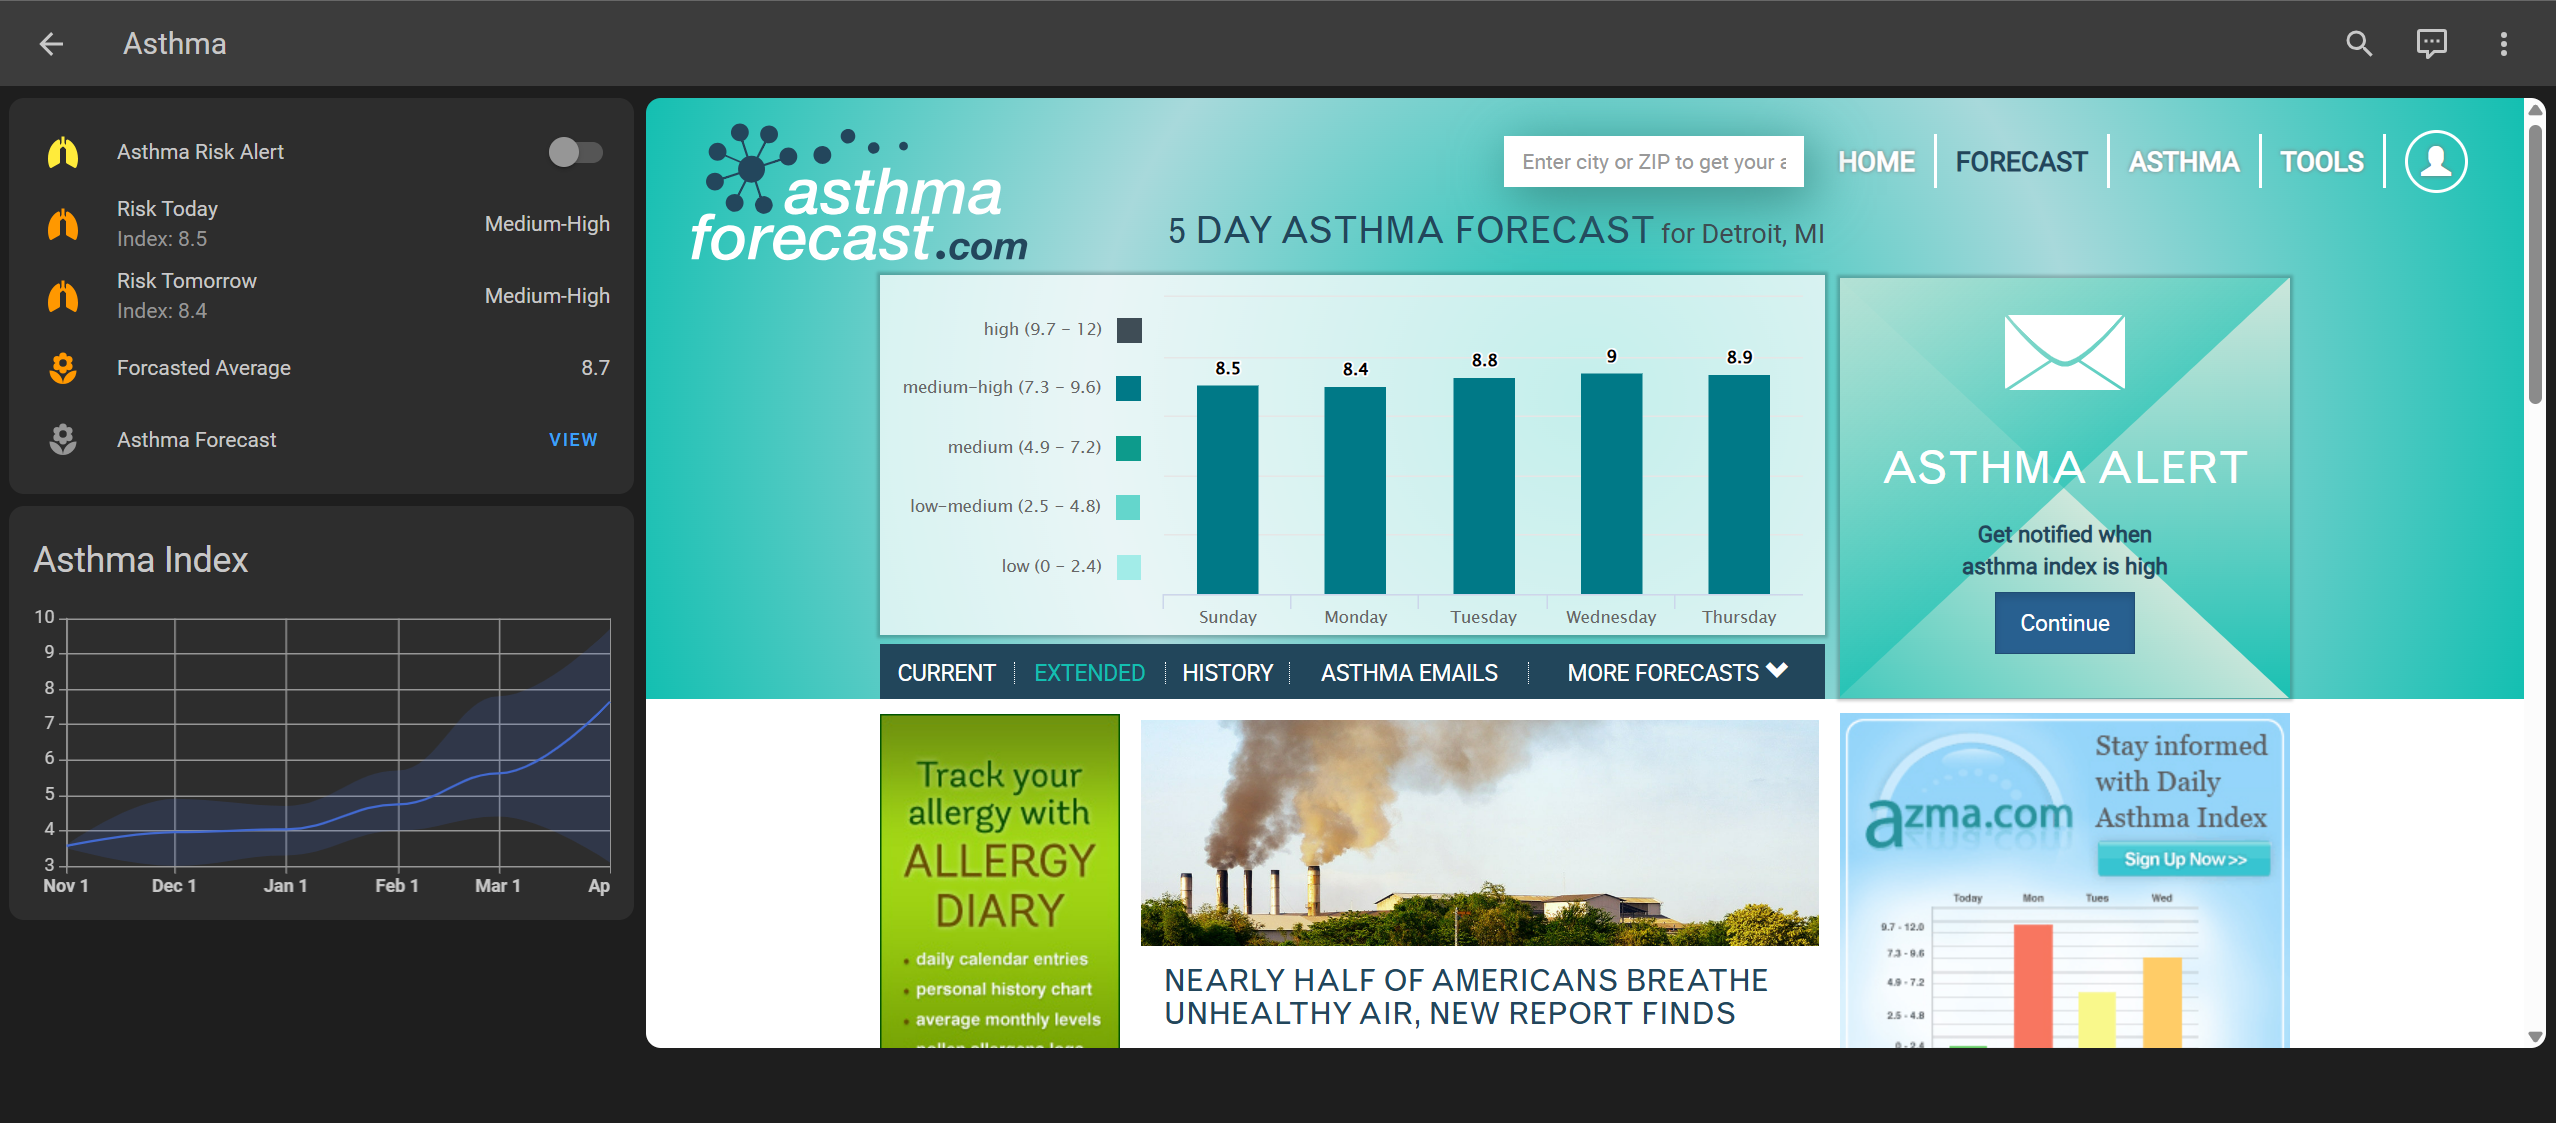 Asthma
Asthma Risk Alert
Risk Today
Index: 8.5
Medium-High
Risk Tomorrow
Index: 8.4
Medium-High
Forcasted Average
8.7
Asthma Forecast
VIEW
Asthma Index
10
9
8
7
6
5
4
3
Nov 1
Dec 1
Jan 1
Feb 1
Mar 1
Ap
asthma
forecast.com
Enter city or ZIP to get your a
HOME
FORECAST
ASTHMA
TOOLS
5 DAY ASTHMA FORECAST for Detroit, MI
high (9.7 - 12)
medium-high (7.3 - 9.6)
medium (4.9 - 7.2)
low-medium (2.5 - 4.8)
low (0 - 2.4)
8.5
8.4
8.8
9
8.9
Sunday
Monday
Tuesday
Wednesday
Thursday
ASTHMA ALERT
Get notified when
asthma index is high
Continue
CURRENT
EXTENDED
HISTORY
ASTHMA EMAILS
MORE FORECASTS
Track your
allergy with
ALLERGY
DIARY
• daily calendar entries
• personal history chart
• average monthly levels
NEARLY HALF OF AMERICANS BREATHE
UNHEALTHY AIR, NEW REPORT FINDS
azma.com
Stay informed
with Daily
Asthma Index
Sign Up Now >>
Today
Mon
Tues
Wed
9.7 - 12.0
7.3 - 9.6
4.9 - 7.2
2.5 - 4.8